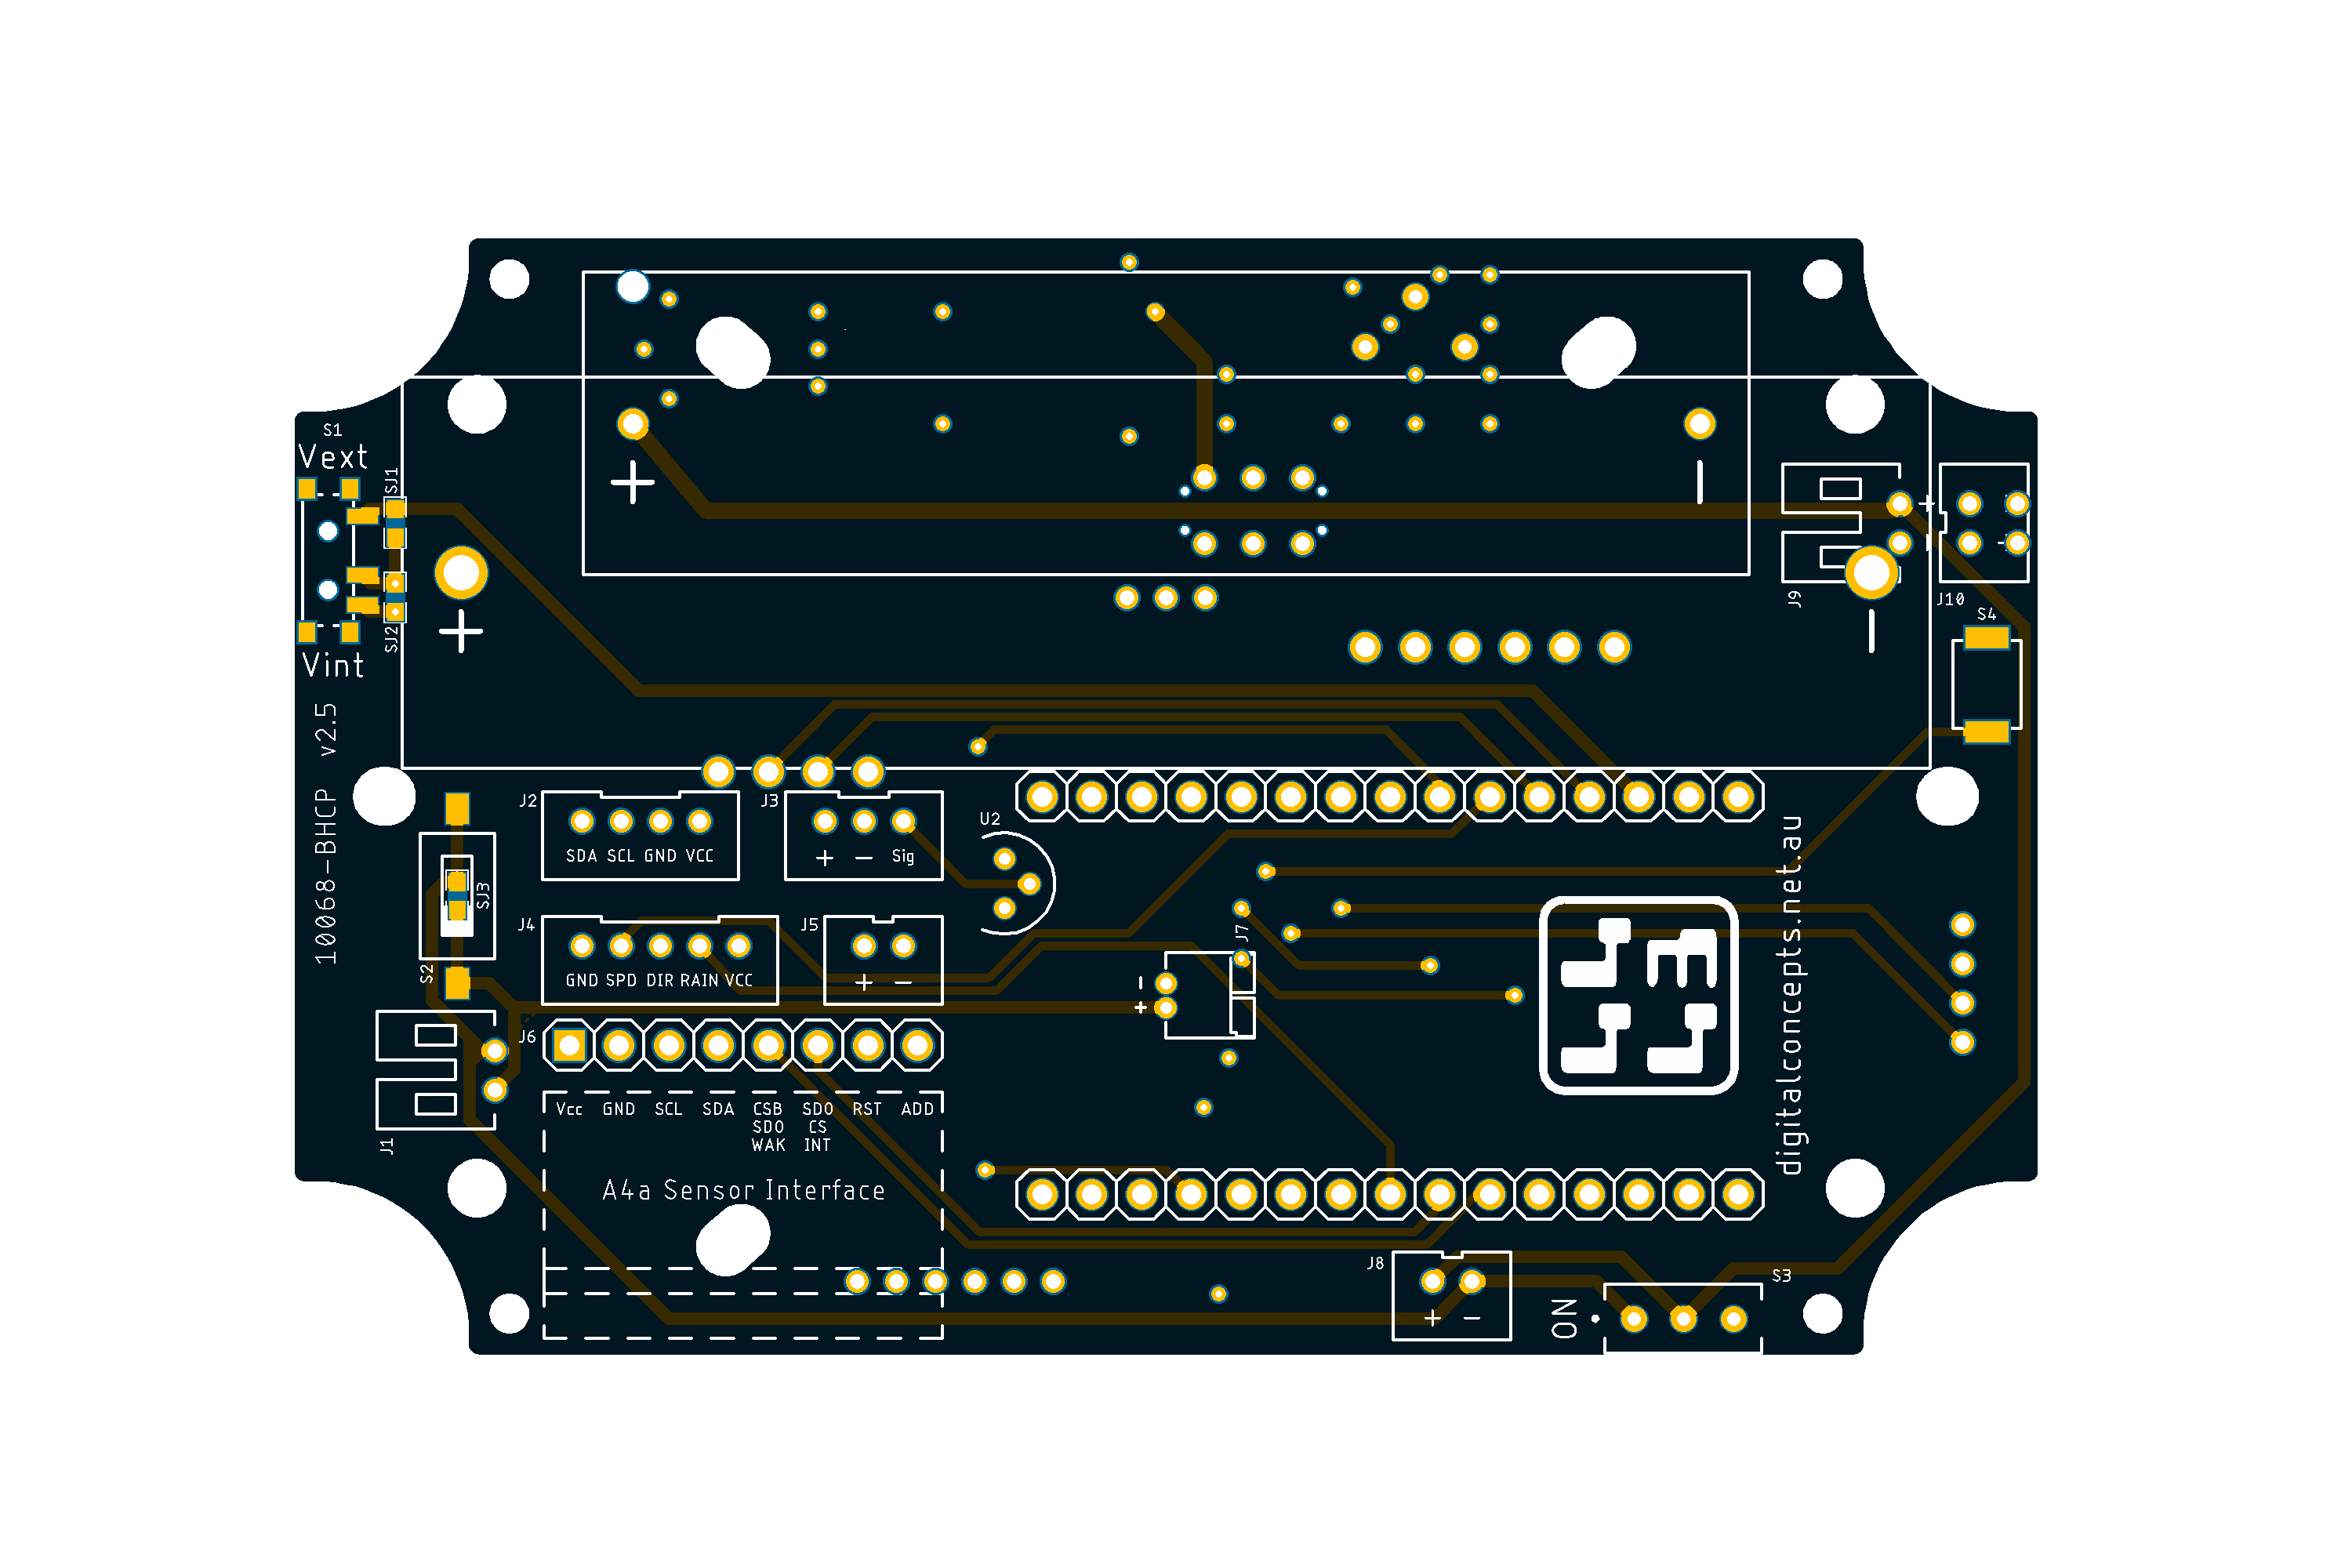 S1
Vext
SJ1
+
-
+
-
J9
J10
S4
+
-
SJ2
Vint
10068-BHCP v2.5
J2
SDA SCL GND VCC
J3
+ - Sig
U2
SJ3
S2
J4
GND SPD DIR RAIN VCC
J5
+ -
J7
-
+
digitalconcepts.net.au
J6
J1
Vcc GND SCL SDA CSB SDO RST ADD
SDO CS
WAK INT
A4a Sensor Interface
J8
+ -
ON
S3